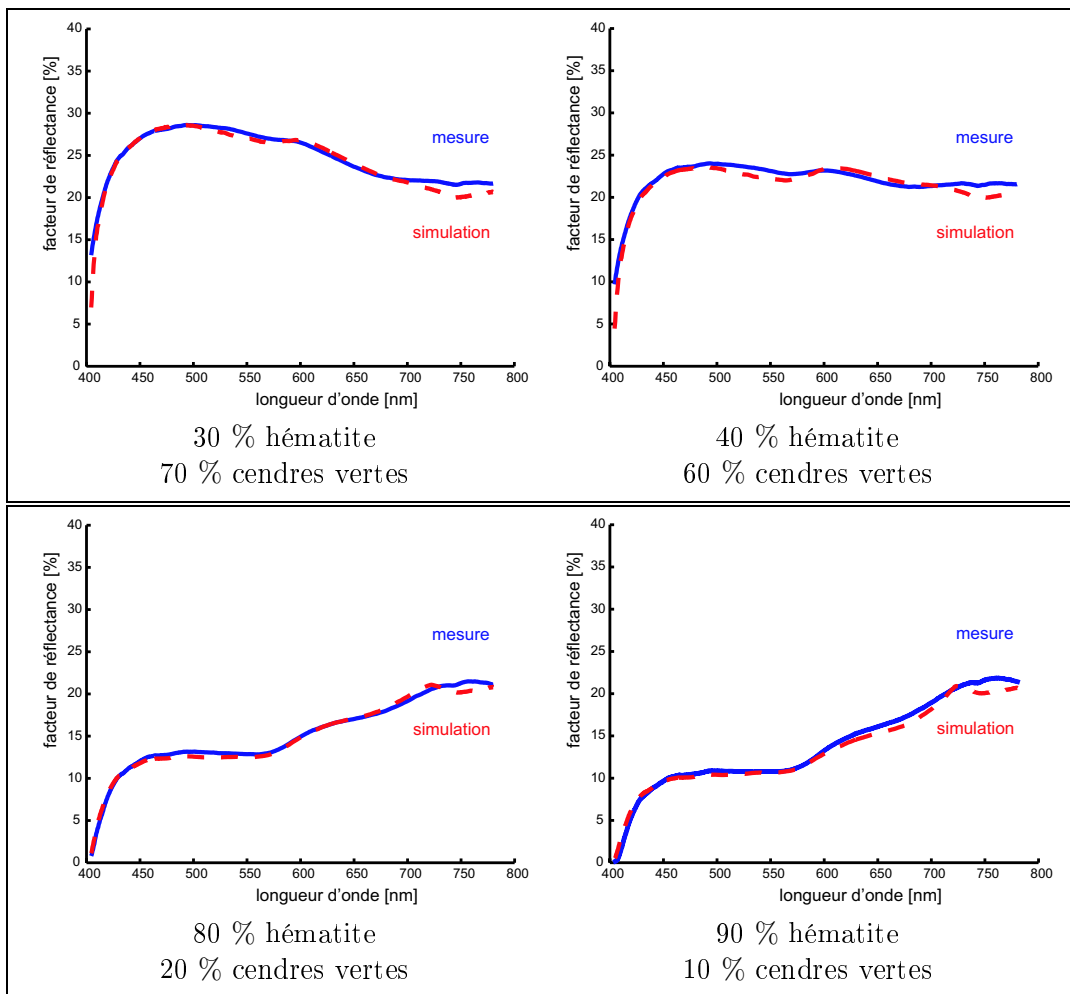 facteur de réflectance [%]
40
35
30
25
20
15
10
5
0
400 450 500 550 600 650 700 750 800
longueur d'onde [nm]
mesure
simulation
30 % hématite
70 % cendres vertes
facteur de réflectance [%]
40
35
30
25
20
15
10
5
0
400 450 500 550 600 650 700 750 800
longueur d'onde [nm]
mesure
simulation
40 % hématite
60 % cendres vertes
facteur de réflectance [%]
40
35
30
25
20
15
10
5
0
400 450 500 550 600 650 700 750 800
longueur d'onde [nm]
mesure
simulation
80 % hématite
20 % cendres vertes
facteur de réflectance [%]
40
35
30
25
20
15
10
5
0
400 450 500 550 600 650 700 750 800
longueur d'onde [nm]
mesure
simulation
90 % hématite
10 % cendres vertes